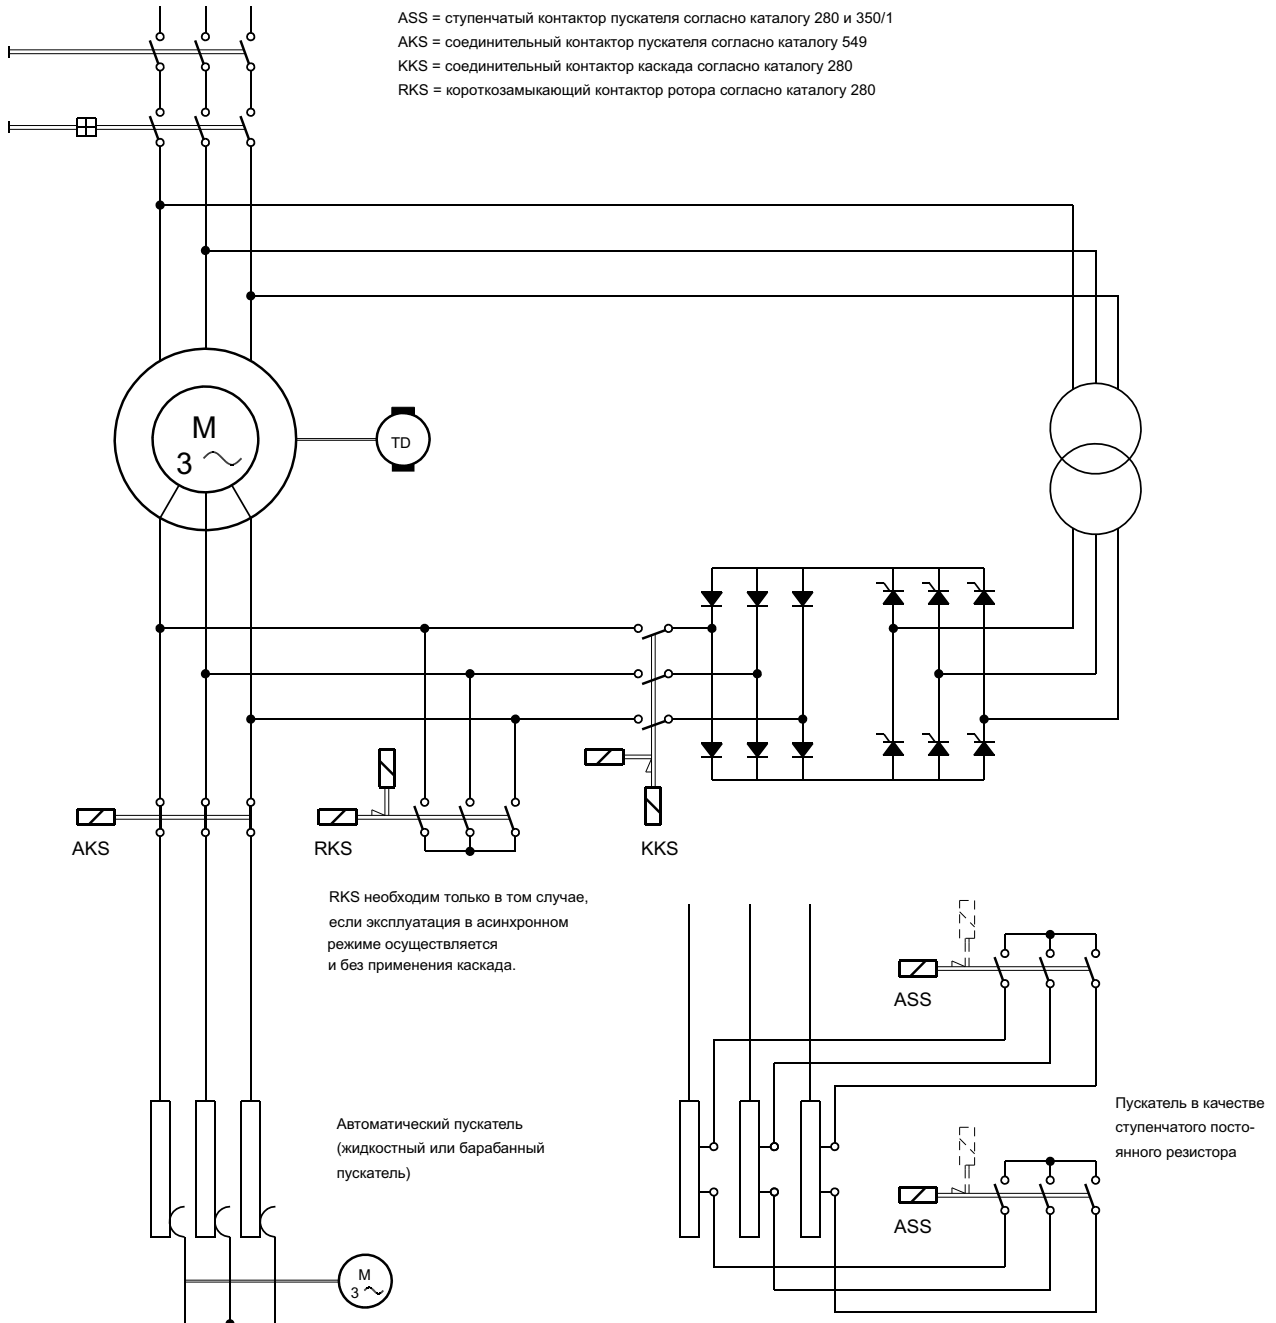 ASS = ступенчатый контактор пускателя согласно каталогу 280 и 350/1
AKS = соединительный контактор пускателя согласно каталогу 549
KKS = соединительный контактор каскада согласно каталогу 280
RKS = короткозамыкающий контактор ротора согласно каталогу 280
M
3
TD
AKS
RKS
KKS
RKS необходим только в том случае,
если эксплуатация в асинхронном
режиме осуществляется
и без применения каскада.
ASS
Автоматический пускатель
(жидкостный или барабанный
пускатель)
Пускатель в качестве
ступенчатого посто-
янного резистора
ASS
M
3